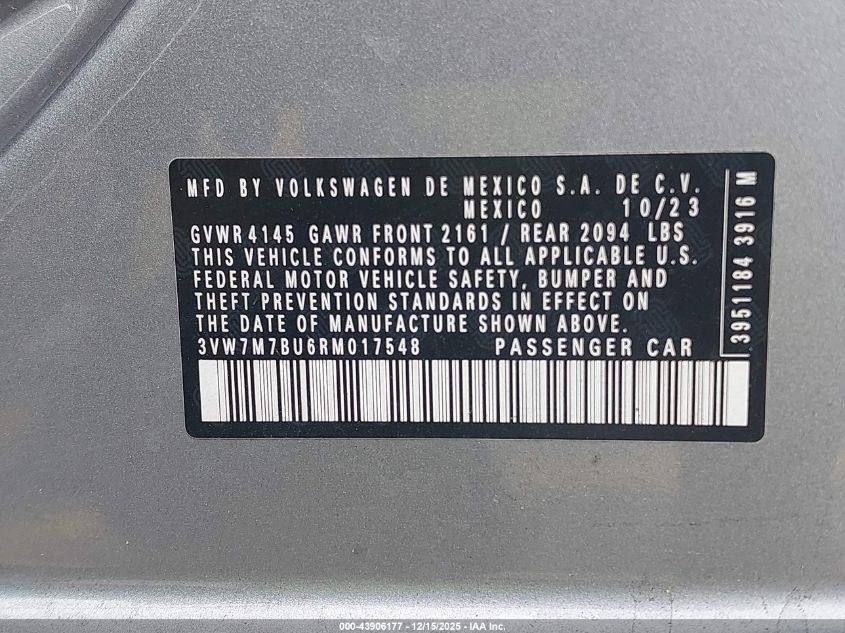 MFD BY VOLKSWAGEN DE MEXICO S.A. DE C.V.
MEXICO 10/23
GVWR 4145 GAWR FRONT 2161 / REAR 2094 LBS
THIS VEHICLE CONFORMS TO ALL APPLICABLE U.S.
FEDERAL MOTOR VEHICLE SAFETY, BUMPER AND
THEFT PREVENTION STANDARDS IN EFFECT ON
THE DATE OF MANUFACTURE SHOWN ABOVE.
3VW7M7BU6RM017548 PASSENGER CAR
3951184 3916 M
000-43906177 - 12/15/2025 - IAA, Inc.